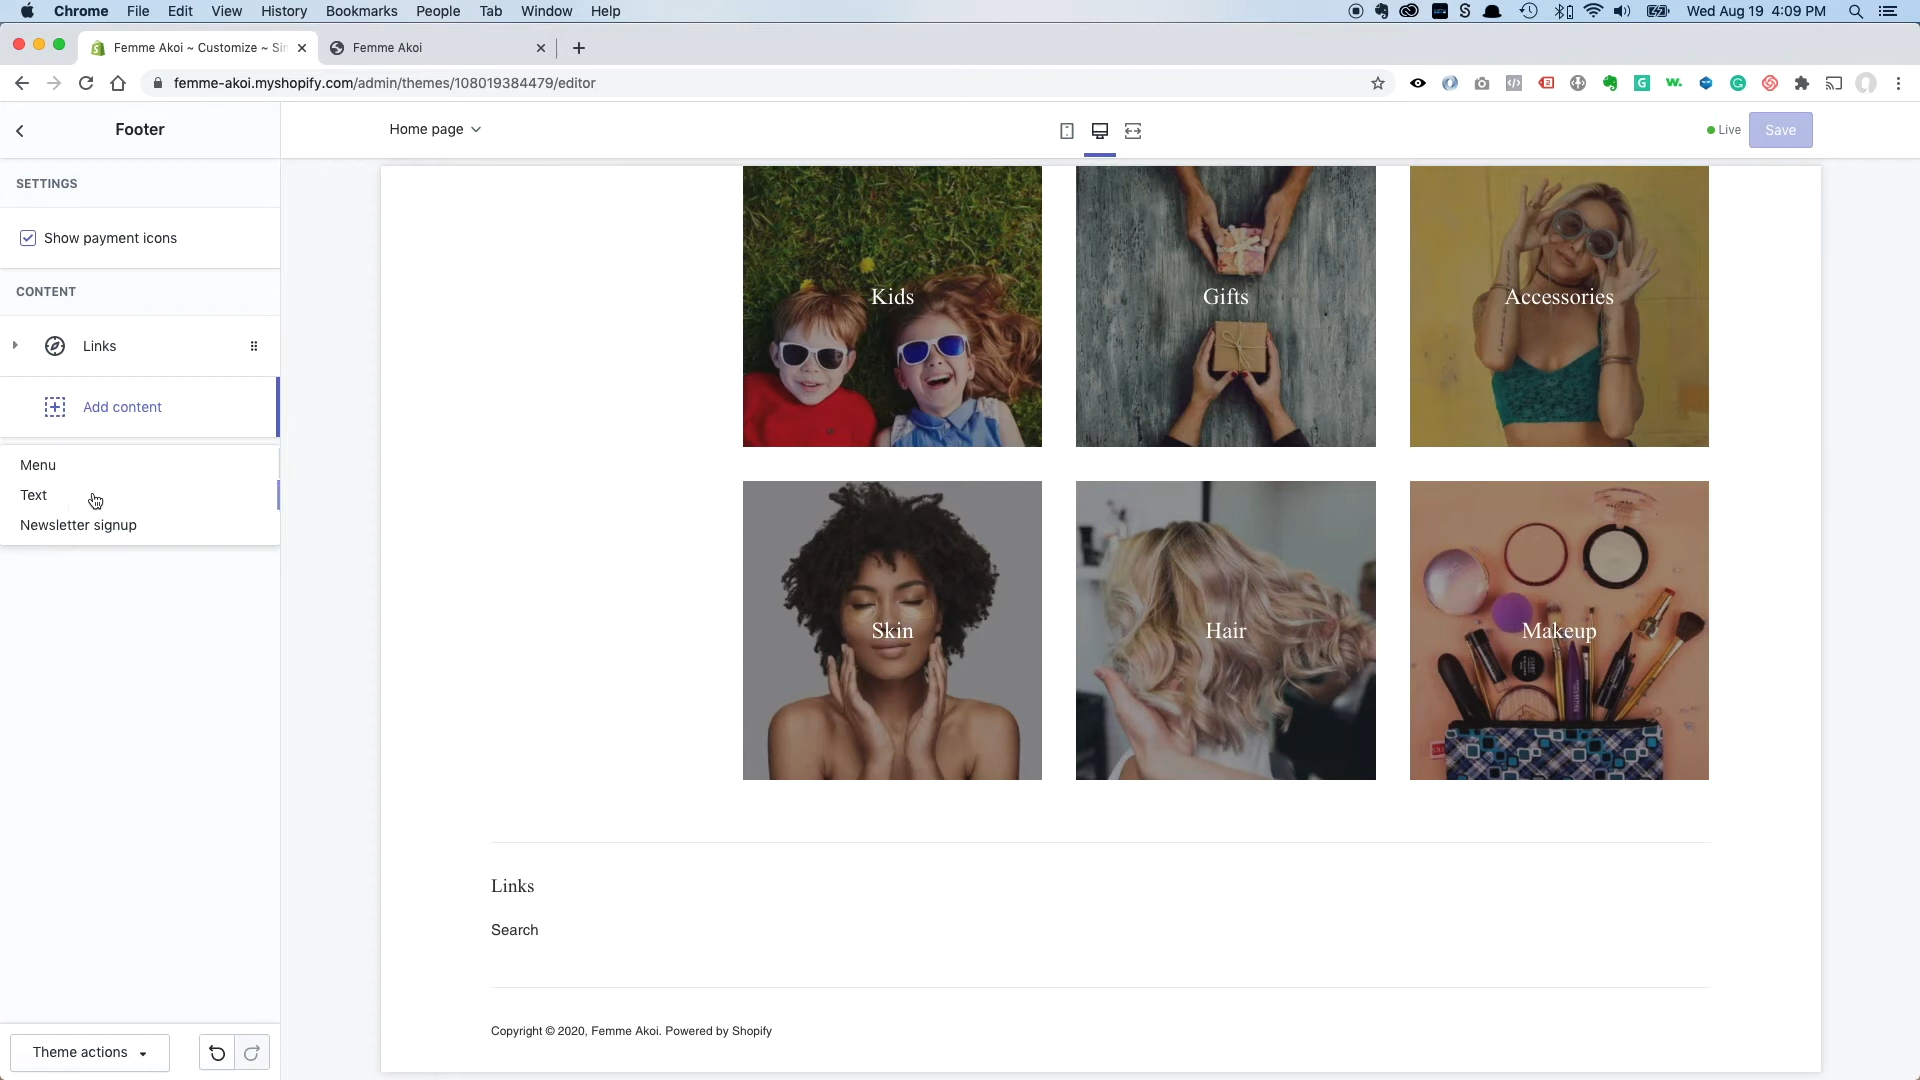 Chrome File Edit View History Bookmarks People Tab Window Help
Wed Aug 19 4:09 PM
Femme Akoi ~ Customize ~ Sin
Femme Akoi
femme-akoi.myshopify.com/admin/themes/108019384479/editor
Footer
Home page
Live
Save
SETTINGS
Show payment icons
CONTENT
Links
Add content
Menu
Text
Newsletter signup
Kids
Gifts
Accessories
Skin
Hair
Makeup
Links
Search
Copyright © 2020, Femme Akoi. Powered by Shopify
Theme actions